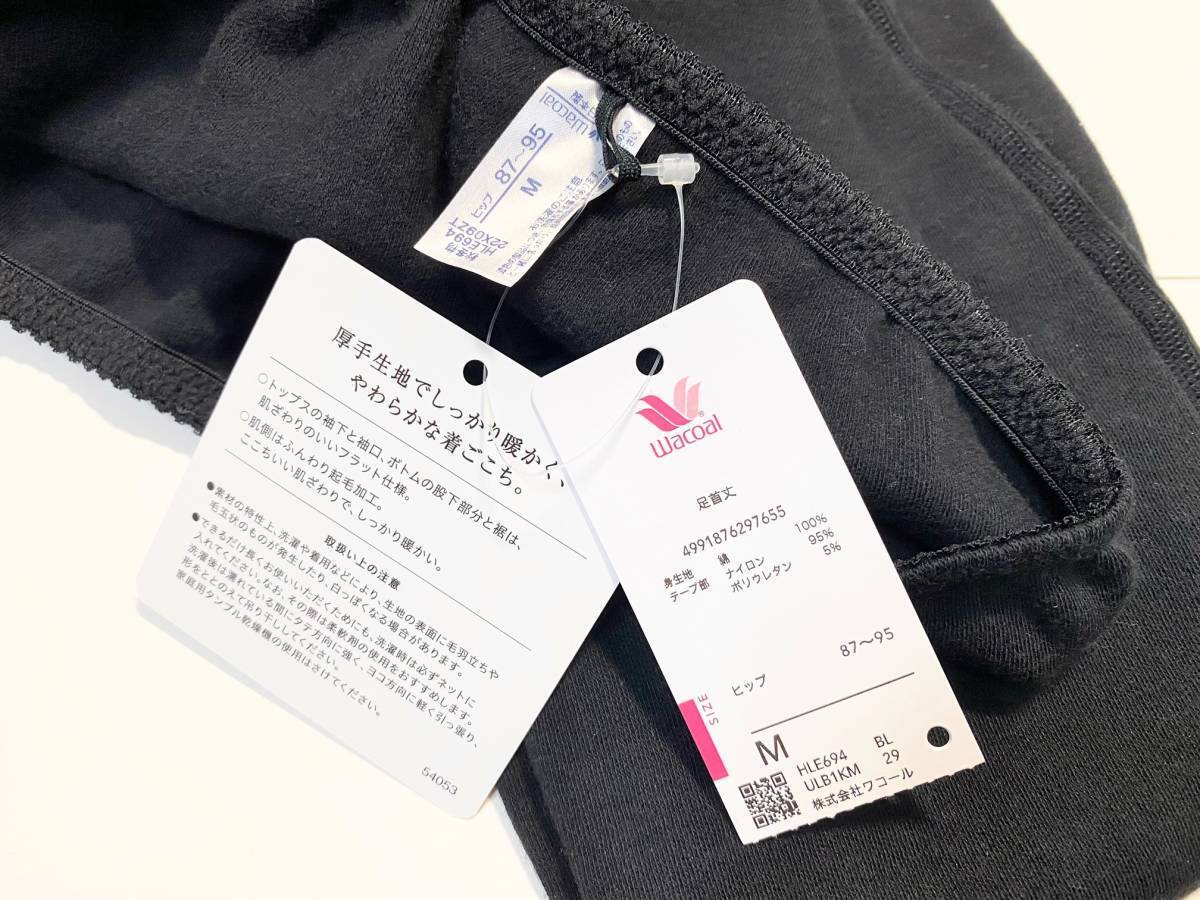 Wacoal
ヒップ 87〜95
M
秋冬物
HLE694
22X09ZT
厚手生地でしっかり暖かく、
やわらかな着ごこち。
○トップスの袖下と袖口、ボトムの股下部分と裾は、
肌ざわりのいいフラット仕様。
○肌側はふんわり起毛加工。
ここちいい肌ざわりで、しっかり暖かい。
取扱い上の注意
●素材の特性上、洗濯や着用などにより、生地の表面に毛羽立ちや
毛玉状のものが発生したり、白っぽくなる場合があります。
●できるだけ長くお使いいただくためにも、洗濯時は必ずネットに
入れてください。なお、その際は柔軟剤の使用をおすすめします。
洗濯後は濡れている間にタテ方向に強く、ヨコ方向に軽く引っ張り、
形をととのえて吊り干ししてください。
家庭用タンブル乾燥機の使用はさけてください。
54053
Wacoal®
足首丈
4991876297655
身生地 綿 100%
テープ部 ナイロン 95%
ポリウレタン 5%
ヒップ 87〜95
SIZE
M
HLE694 BL
ULB1KM 29
株式会社ワコール